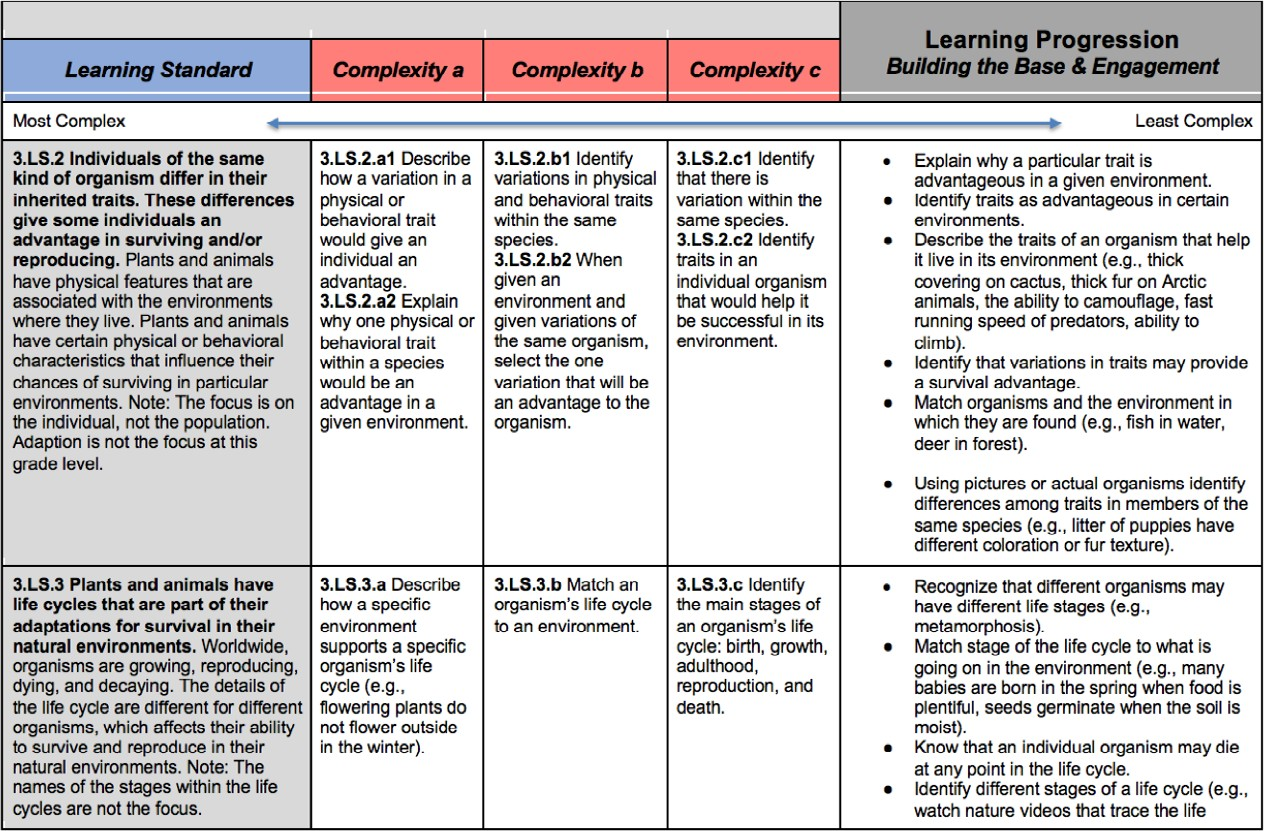 Learning Standard
Complexity a
Complexity b
Complexity c
Learning Progression
Building the Base & Engagement
Most Complex
Least Complex
3.LS.2 Individuals of the same
kind of organism differ in their
inherited traits. These differences
give some individuals an
advantage in surviving and/or
reproducing. Plants and animals
have physical features that are
associated with the environments
where they live. Plants and animals
have certain physical or behavioral
characteristics that influence their
chances of surviving in particular
environments. Note: The focus is on
the individual, not the population.
Adaption is not the focus at this
grade level.
3.LS.2.a1 Describe
how a variation in a
physical or
behavioral trait
would give an
individual an
advantage.
3.LS.2.a2 Explain
why one physical or
behavioral trait
within a species
would be an
advantage in a
given environment.
3.LS.2.b1 Identify
variations in physical
and behavioral traits
within the same
species.
3.LS.2.b2 When
given an
environment and
given variations of
the same organism,
select the one
variation that will be
an advantage to the
organism.
3.LS.2.c1 Identify
that there is
variation within the
same species.
3.LS.2.c2 Identify
traits in an
individual organism
that would help it
be successful in its
environment.
• Explain why a particular trait is
advantageous in a given environment.
• Identify traits as advantageous in certain
environments.
• Describe the traits of an organism that help
it live in its environment (e.g., thick
covering on cactus, thick fur on Arctic
animals, the ability to camouflage, fast
running speed of predators, ability to
climb).
• Identify that variations in traits may provide
a survival advantage.
• Match organisms and the environment in
which they are found (e.g., fish in water,
deer in forest).
• Using pictures or actual organisms identify
differences among traits in members of the
same species (e.g., litter of puppies have
different coloration or fur texture).
3.LS.3 Plants and animals have
life cycles that are part of their
adaptations for survival in their
natural environments. Worldwide,
organisms are growing, reproducing,
dying, and decaying. The details of
the life cycle are different for different
organisms, which affects their ability
to survive and reproduce in their
natural environments. Note: The
names of the stages within the life
cycles are not the focus.
3.LS.3.a Describe
how a specific
environment
supports a specific
organism's life
cycle (e.g.,
flowering plants do
not flower outside
in the winter).
3.LS.3.b Match an
organism's life cycle
to an environment.
3.LS.3.c Identify
the main stages of
an organism's life
cycle: birth, growth,
adulthood,
reproduction, and
death.
• Recognize that different organisms may
have different life stages (e.g.,
metamorphosis).
• Match stage of the life cycle to what is
going on in the environment (e.g., many
babies are born in the spring when food is
plentiful, seeds germinate when the soil is
moist).
• Know that an individual organism may die
at any point in the life cycle.
• Identify different stages of a life cycle (e.g.,
watch nature videos that trace the life